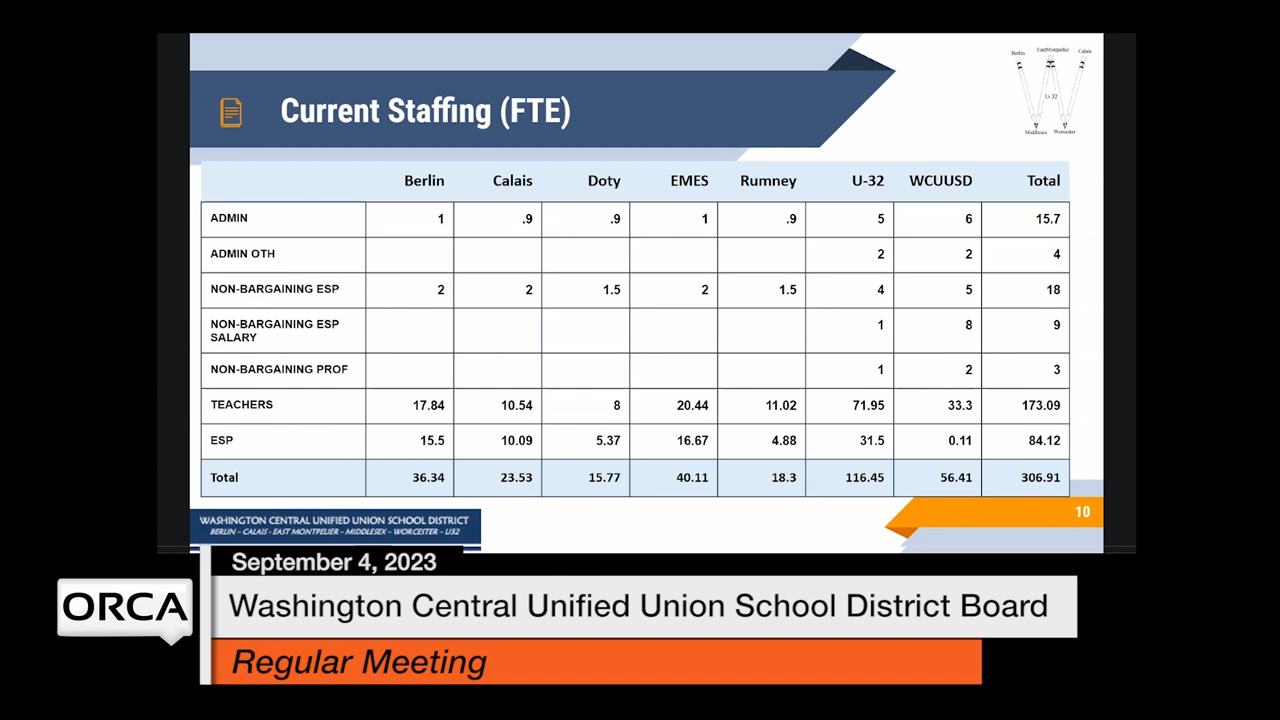 Berlin EastMontpelier Calais
U-32
Middlesex Worcester
Current Staffing (FTE)
Berlin Calais Doty EMES Rumney U-32 WCUUSD Total
ADMIN 1 .9 .9 1 .9 5 6 15.7
ADMIN OTH 2 2 4
NON-BARGAINING ESP 2 2 1.5 2 1.5 4 5 18
NON-BARGAINING ESP
SALARY 1 8 9
NON-BARGAINING PROF 1 2 3
TEACHERS 17.84 10.54 8 20.44 11.02 71.95 33.3 173.09
ESP 15.5 10.09 5.37 16.67 4.88 31.5 0.11 84.12
Total 36.34 23.53 15.77 40.11 18.3 116.45 56.41 306.91
10
WASHINGTON CENTRAL UNIFIED UNION SCHOOL DISTRICT
BERLIN – CALAIS - EAST MONTPELIER – MIDDLESEX – WORCESTER – U32
September 4, 2023
ORCA
Washington Central Unified Union School District Board
Regular Meeting